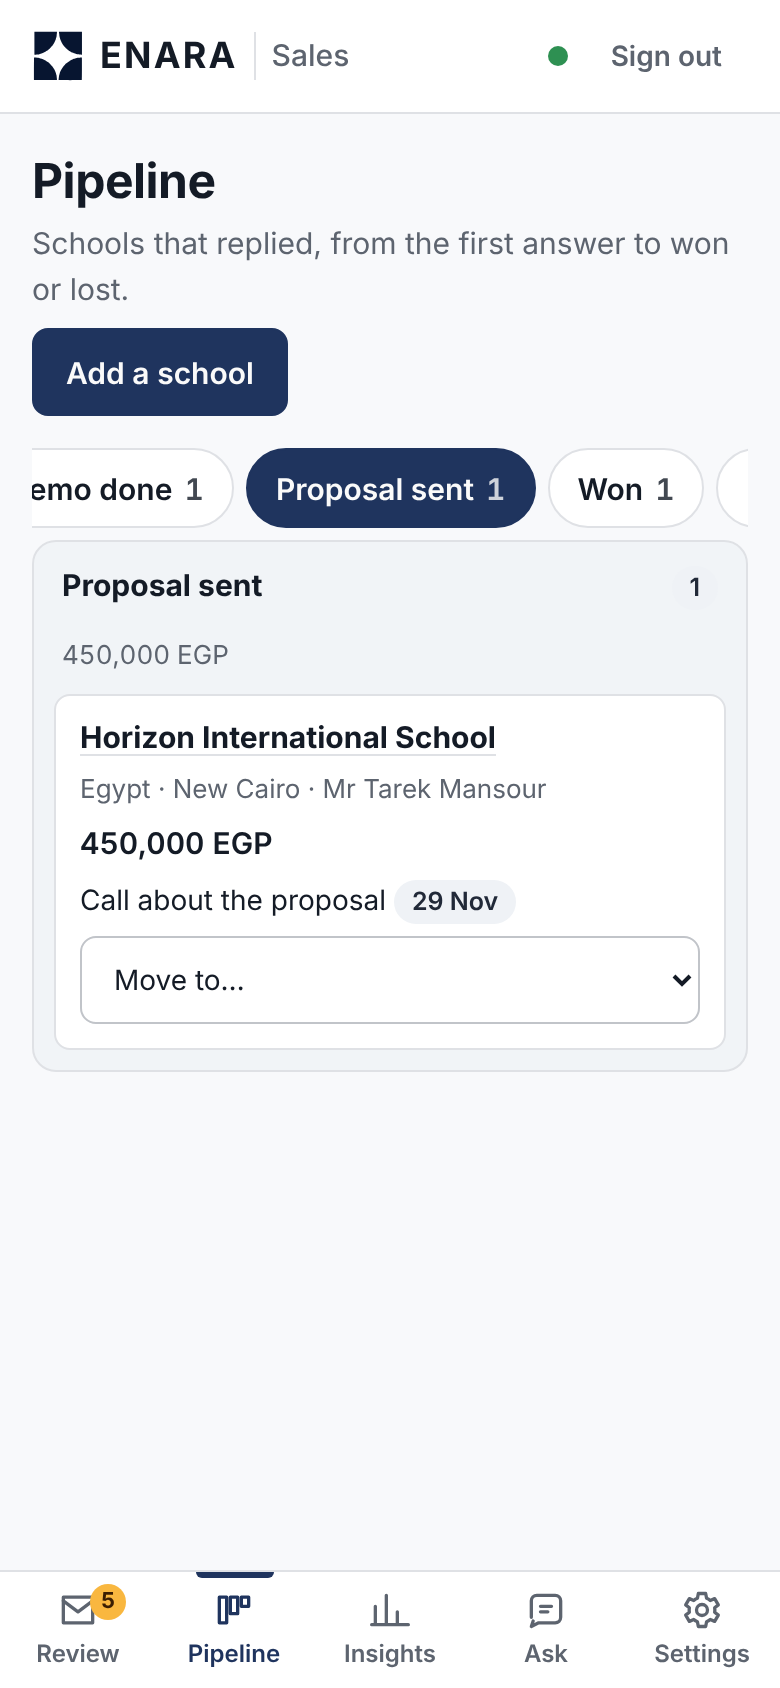 ENARA
Sales
Sign out
Pipeline
Schools that replied, from the first answer to won
or lost.
Add a school
emo done 1
Proposal sent 1
Won 1
Proposal sent
1
450,000 EGP
Horizon International School
Egypt · New Cairo · Mr Tarek Mansour
450,000 EGP
Call about the proposal 29 Nov
Move to...
5
Review
Pipeline
Insights
Ask
Settings